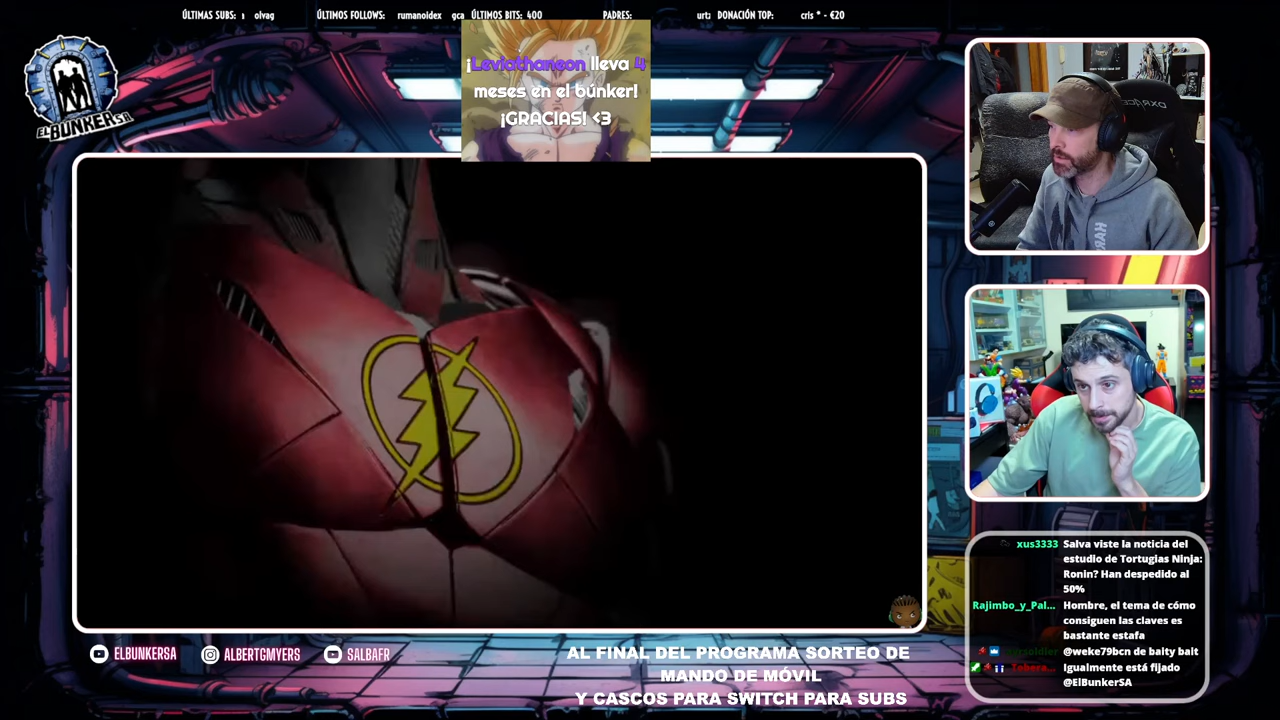 ÚLTIMAS SUBS: olvag ÚLTIMOS FOLLOWS: rumanoidex gca ÚLTIMOS BITS: 400 PADRES: DONACIÓN TOP: cris * - €20
¡Leviathaneon lleva 4
meses en el búnker!
¡GRACIAS! <3
EL BUNKER SA
xus3333 Salva viste la noticia del
estudio de Tortugias Ninja:
Ronin? Han despedido al
50%
Rajimbo_y_Pal... Hombre, el tema de cómo
consiguen las claves es
bastante estafa
@weke79bcn de baity bait
Igualmente está fijado
@ElBunkerSA
ELBUNKERSA ALBERTGMYERS SALBAFR
AL FINAL DEL PROGRAMA SORTEO DE
MANDO DE MÓVIL
Y CASCOS PARA SWITCH PARA SUBS